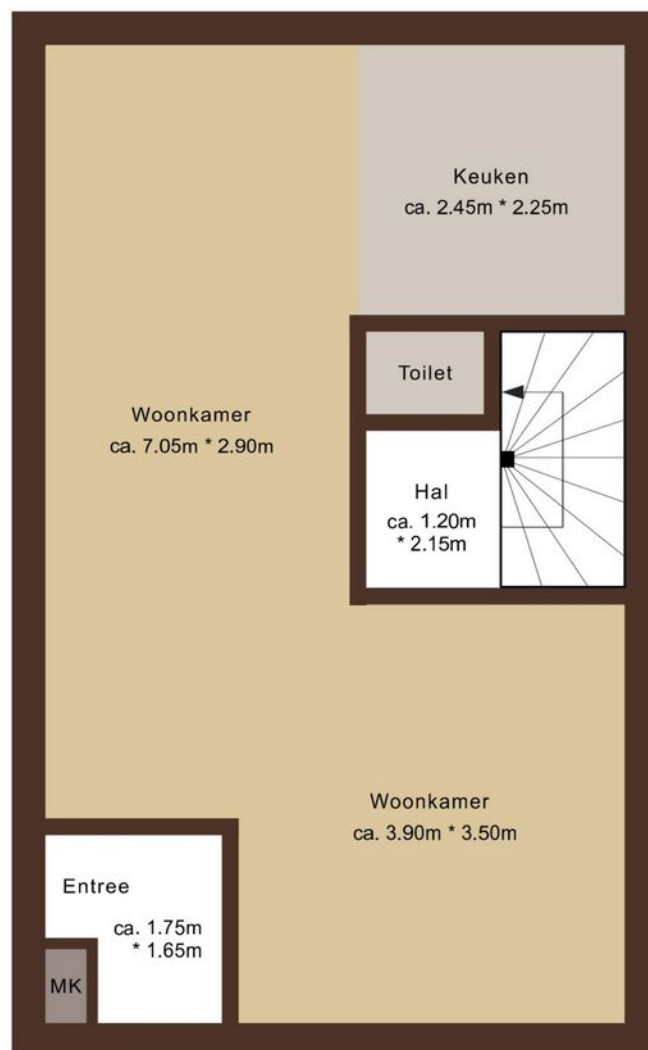 Keuken
ca. 2.45m * 2.25m
Toilet
Woonkamer
ca. 7.05m * 2.90m
Hal
ca. 1.20m
* 2.15m
Woonkamer
ca. 3.90m * 3.50m
Entree
ca. 1.75m
* 1.65m
MK